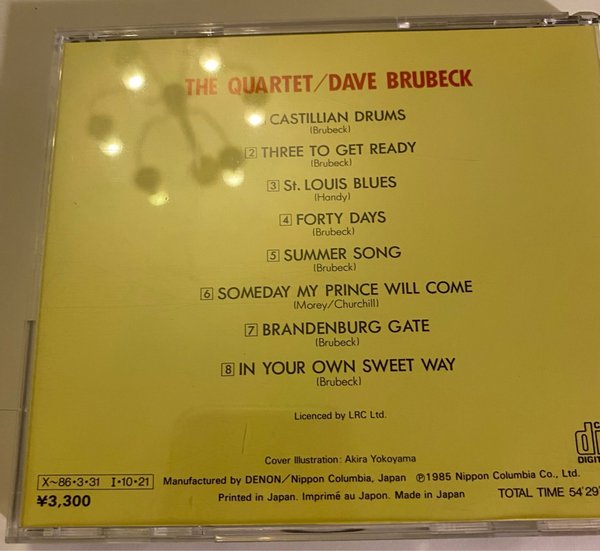 THE QUARTET/DAVE BRUBECK
CASTILLIAN DRUMS
(Brubeck)
2 THREE TO GET READY
(Brubeck)
3 St. LOUIS BLUES
(Handy)
4 FORTY DAYS
(Brubeck)
5 SUMMER SONG
(Brubeck)
6 SOMEDAY MY PRINCE WILL COME
(Morey/Churchill)
7 BRANDENBURG GATE
(Brubeck)
8 IN YOUR OWN SWEET WAY
(Brubeck)
Licenced by LRC Ltd.
Cover Illustration: Akira Yokoyama
X~86・3・31 I・10・21
Manufactured by DENON/Nippon Columbia, Japan ℗1985 Nippon Columbia Co., Ltd.
¥3,300
Printed in Japan. Imprimé au Japon. Made in Japan
TOTAL TIME 54'29